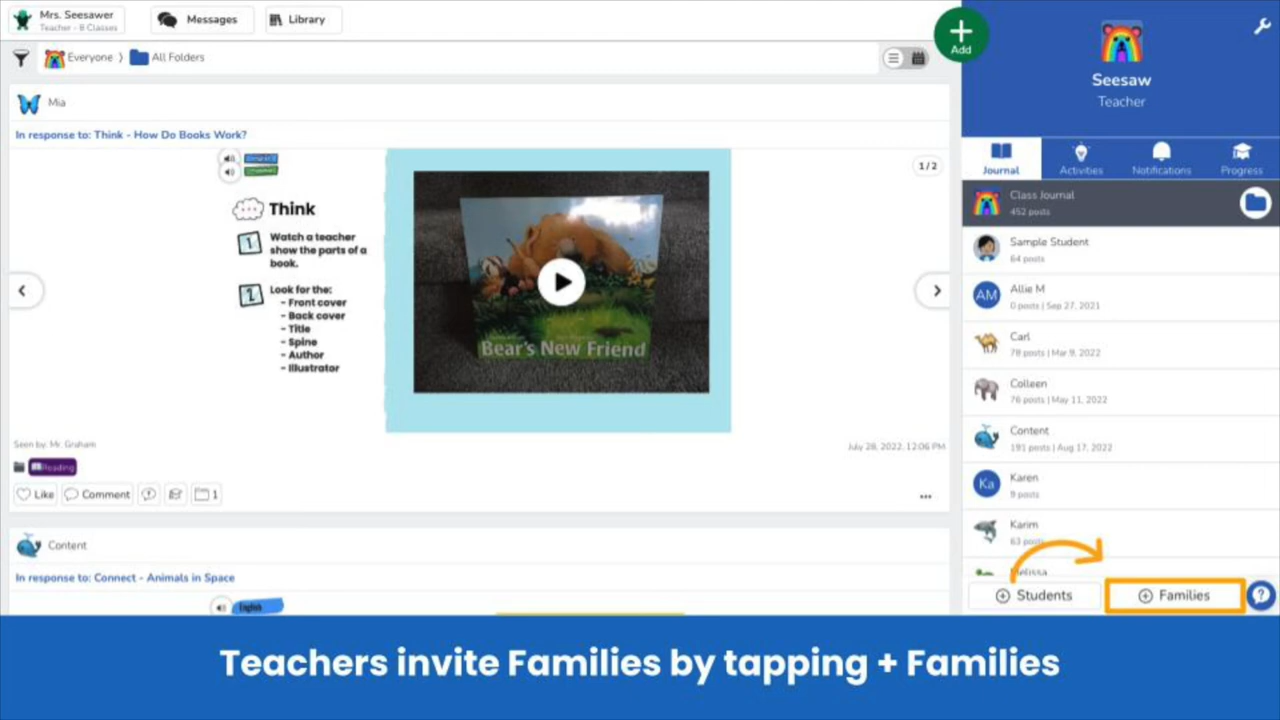 Mrs. Seesawer
Teacher - 8 Classes
Messages
Library
Add
Everyone
All Folders
Mia
In response to: Think - How Do Books Work?
1/2
Think
1
Watch a teacher
show the parts of a
book.
2
Look for the:
- Front cover
- Back cover
- Title
- Spine
- Author
- Illustrator
Bear's New Friend
Seen by: Mr. Graham
July 28, 2022, 12:06 PM
Reading
Like
Comment
1
Content
In response to: Connect - Animals in Space
English
Seesaw
Teacher
Journal
Activities
Notifications
Progress
Class Journal
452 posts
Sample Student
64 posts
AM
Allie M
0 posts | Sep 27, 2021
Carl
78 posts | Mar 9, 2022
Colleen
76 posts | May 11, 2022
Content
191 posts | Aug 17, 2022
Ka
Karen
9 posts
Karim
63 posts
Melissa
Students
Families
?
Teachers invite Families by tapping + Families